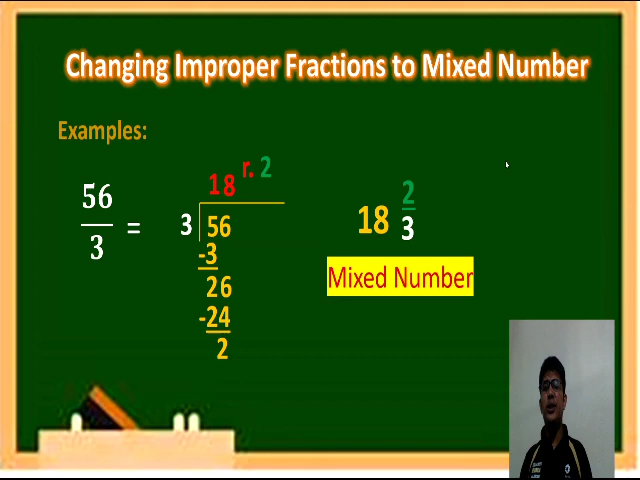 Changing Improper Fractions to Mixed Number
Examples:
56/3 =
18 r. 2
3 56
-3
26
-24
2
18 2/3
Mixed Number